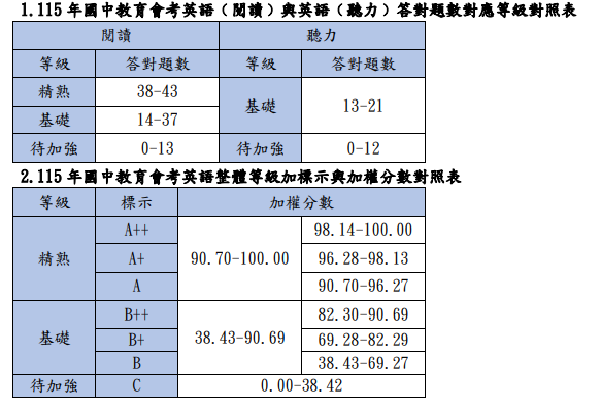 1.115年國中教育會考英語(閱讀)與英語(聽力)答對題數對應等級對照表
閱讀 聽力
等級 答對題數 等級 答對題數
精熟 38-43 基礎 13-21
基礎 14-37
待加強 0-13 待加強 0-12
2.115年國中教育會考英語整體等級加標示與加權分數對照表
等級 標示 加權分數
精熟 A++ 90.70-100.00 98.14-100.00
A+ 96.28-98.13
A 90.70-96.27
基礎 B++ 38.43-90.69 82.30-90.69
B+ 69.28-82.29
B 38.43-69.27
待加強 C 0.00-38.42